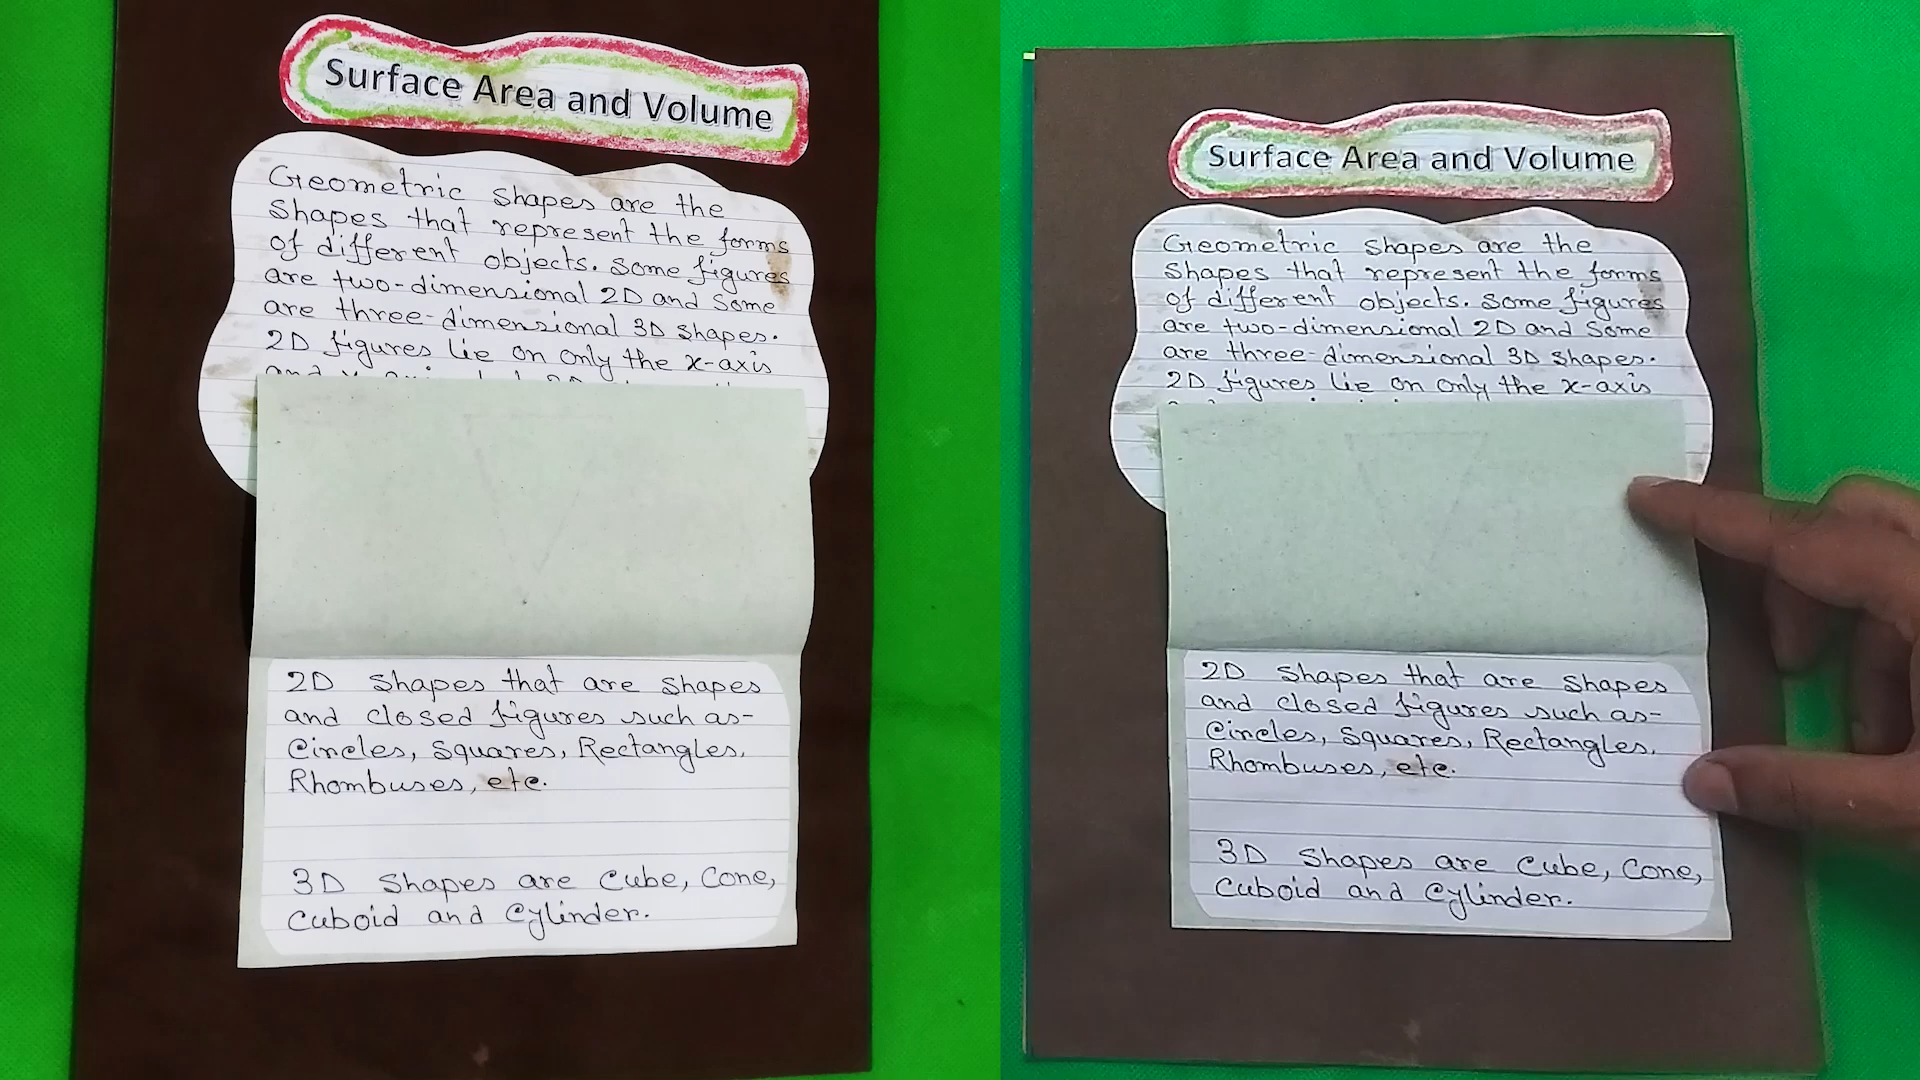 Surface Area and Volume
Geometric shapes are the
shapes that represent the forms
of different objects. Some figures
are two-dimensional 2D and some
are three-dimensional 3D shapes.
2D figures lie on only the x-axis
2D shapes that are shapes
and closed figures such as-
Circles, Squares, Rectangles,
Rhombuses, etc.
3D shapes are Cube, Cone,
Cuboid and Cylinder.
Surface Area and Volume
Geometric shapes are the
shapes that represent the forms
of different objects. Some figures
are two-dimensional 2D and some
are three-dimensional 3D shapes.
2D figures lie on only the x-axis
2D shapes that are shapes
and closed figures such as-
Circles, Squares, Rectangles,
Rhombuses, etc.
3D shapes are Cube, Cone,
Cuboid and Cylinder.